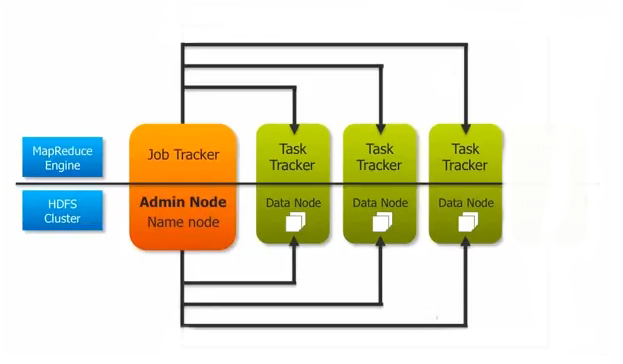 MapReduce
Engine
Job Tracker
Task
Tracker
Task
Tracker
Task
Tracker
HDFS
Cluster
Admin Node
Name node
Data Node
Data Node
Data Node